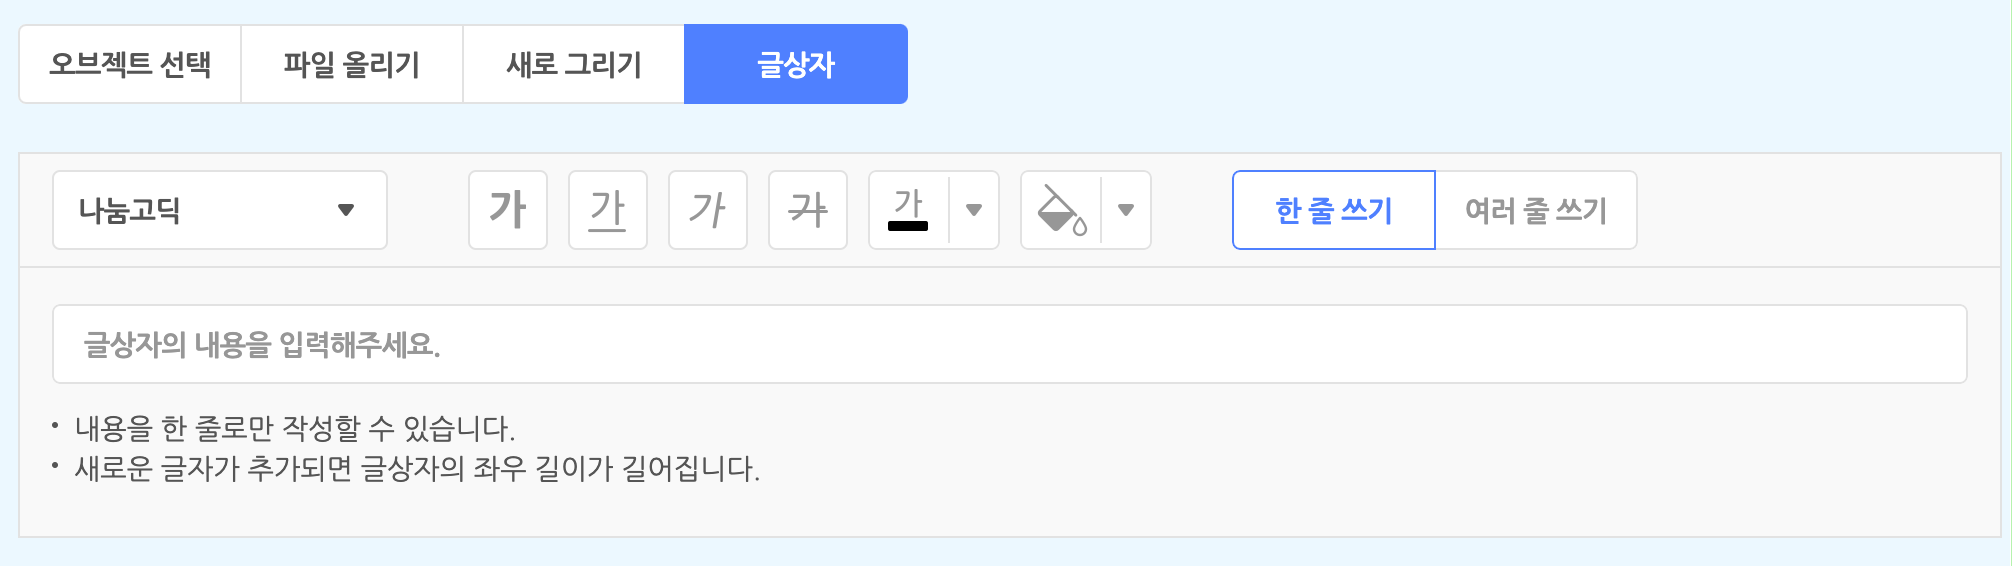 오브젝트 선택 파일 올리기 새로 그리기 글상자
나눔고딕 가 가 가 가 가 한 줄 쓰기 여러 줄 쓰기
글상자의 내용을 입력해주세요.
• 내용을 한 줄로만 작성할 수 있습니다.
• 새로운 글자가 추가되면 글상자의 좌우 길이가 길어집니다.